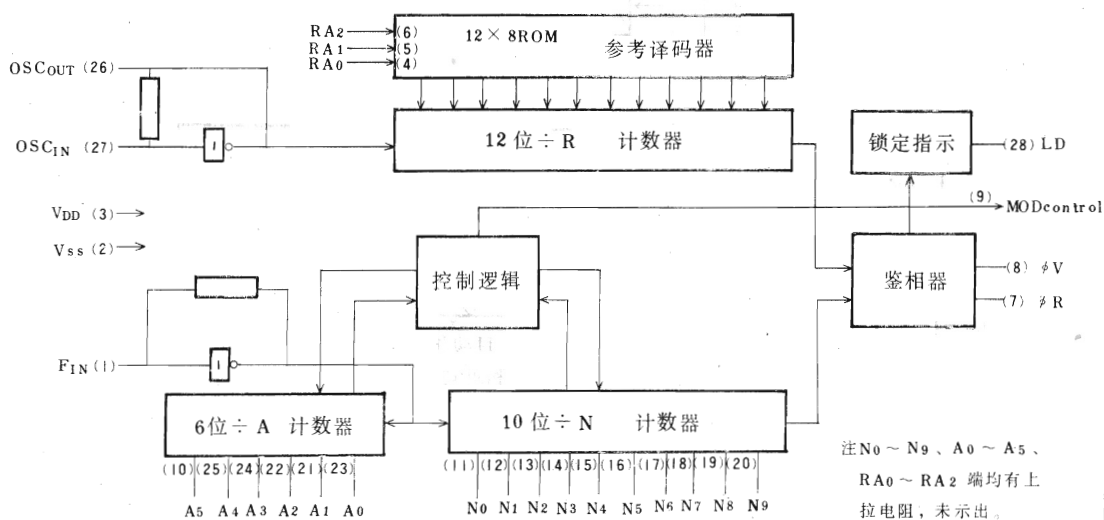 RA2 (6) 12×8ROM 参考译码器
RA1 (5)
RA0 (4)
OSCOUT (26)
OSCIN (27)
1
12位÷R 计数器
锁定指示
(28) LD
VDD (3)
(9)
MODcontrol
Vss (2)
控制逻辑
鉴相器
(8) φV
(7) φR
FIN (1)
1
6位÷A 计数器
10位÷N 计数器
(10)(25)(24)(22)(21)(23)
(11)(12)(13)(14)(15)(16)(17)(18)(19)(20)
A5 A4 A3 A2 A1 A0
N0 N1 N2 N3 N4 N5 N6 N7 N8 N9
注N0～N9、A0～A5、
RA0～RA2 端均有上
拉电阻，未示出。